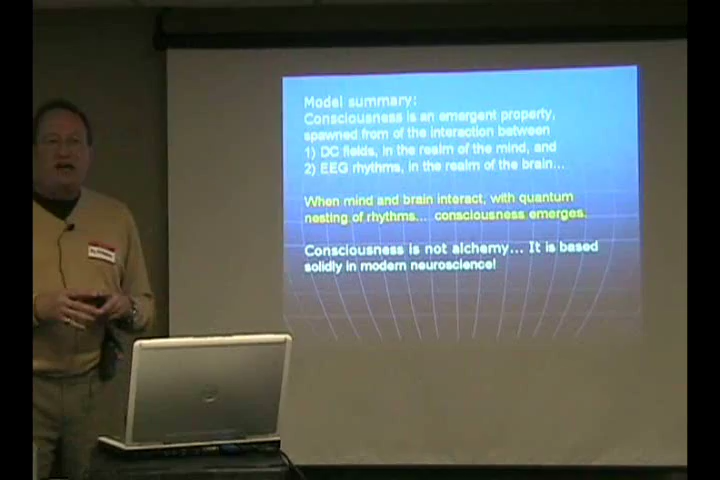 Model summary:
Consciousness is an emergent property,
spawned from of the interaction between
1) DC fields, in the realm of the mind, and
2) EEG rhythms, in the realm of the brain...
When mind and brain interact, with quantum
nesting of rhythms... consciousness emerges.
Consciousness is not alchemy... It is based
solidly in modern neuroscience!